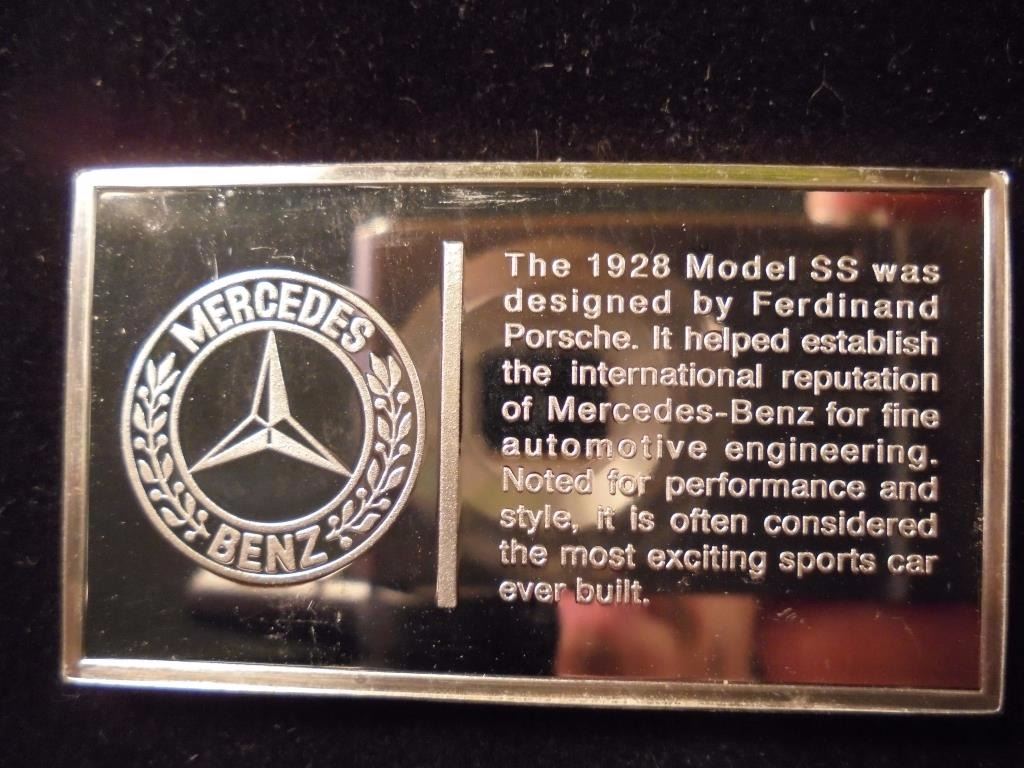 MERCEDES
BENZ
The 1928 Model SS was
designed by Ferdinand
Porsche. It helped establish
the international reputation
of Mercedes-Benz for fine
automotive engineering.
Noted for performance and
style, it is often considered
the most exciting sports car
ever built.